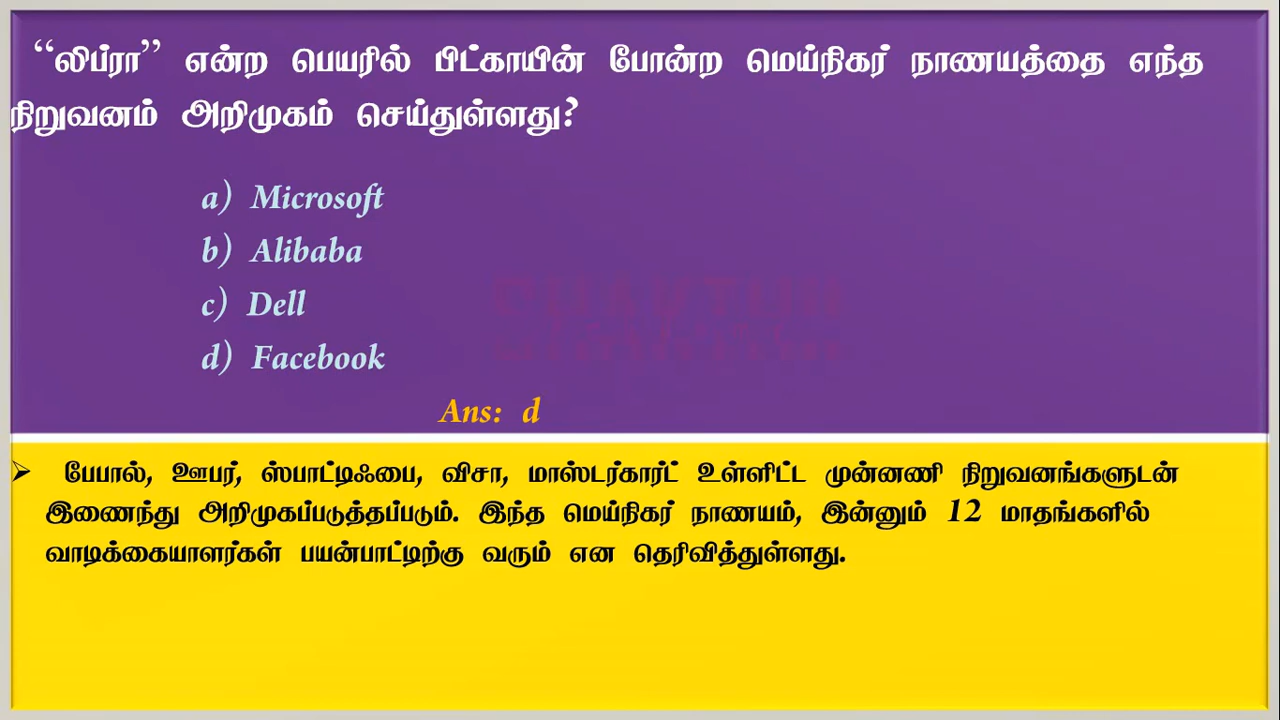 “லிப்ரா” என்ற பெயரில் பிட்காயின் போன்ற மெய்நிகர் நாணயத்தை எந்த
நிறுவனம் அறிமுகம் செய்துள்ளது?
a) Microsoft
b) Alibaba
c) Dell
d) Facebook
Ans: d
➢ பேபால், ஊபர், ஸ்பாட்டிஃபை, விசா, மாஸ்டர்கார்ட் உள்ளிட்ட முன்னணி நிறுவனங்களுடன்
இணைந்து அறிமுகப்படுத்தப்படும். இந்த மெய்நிகர் நாணயம், இன்னும் 12 மாதங்களில்
வாடிக்கையாளர்கள் பயன்பாட்டிற்கு வரும் என தெரிவித்துள்ளது.